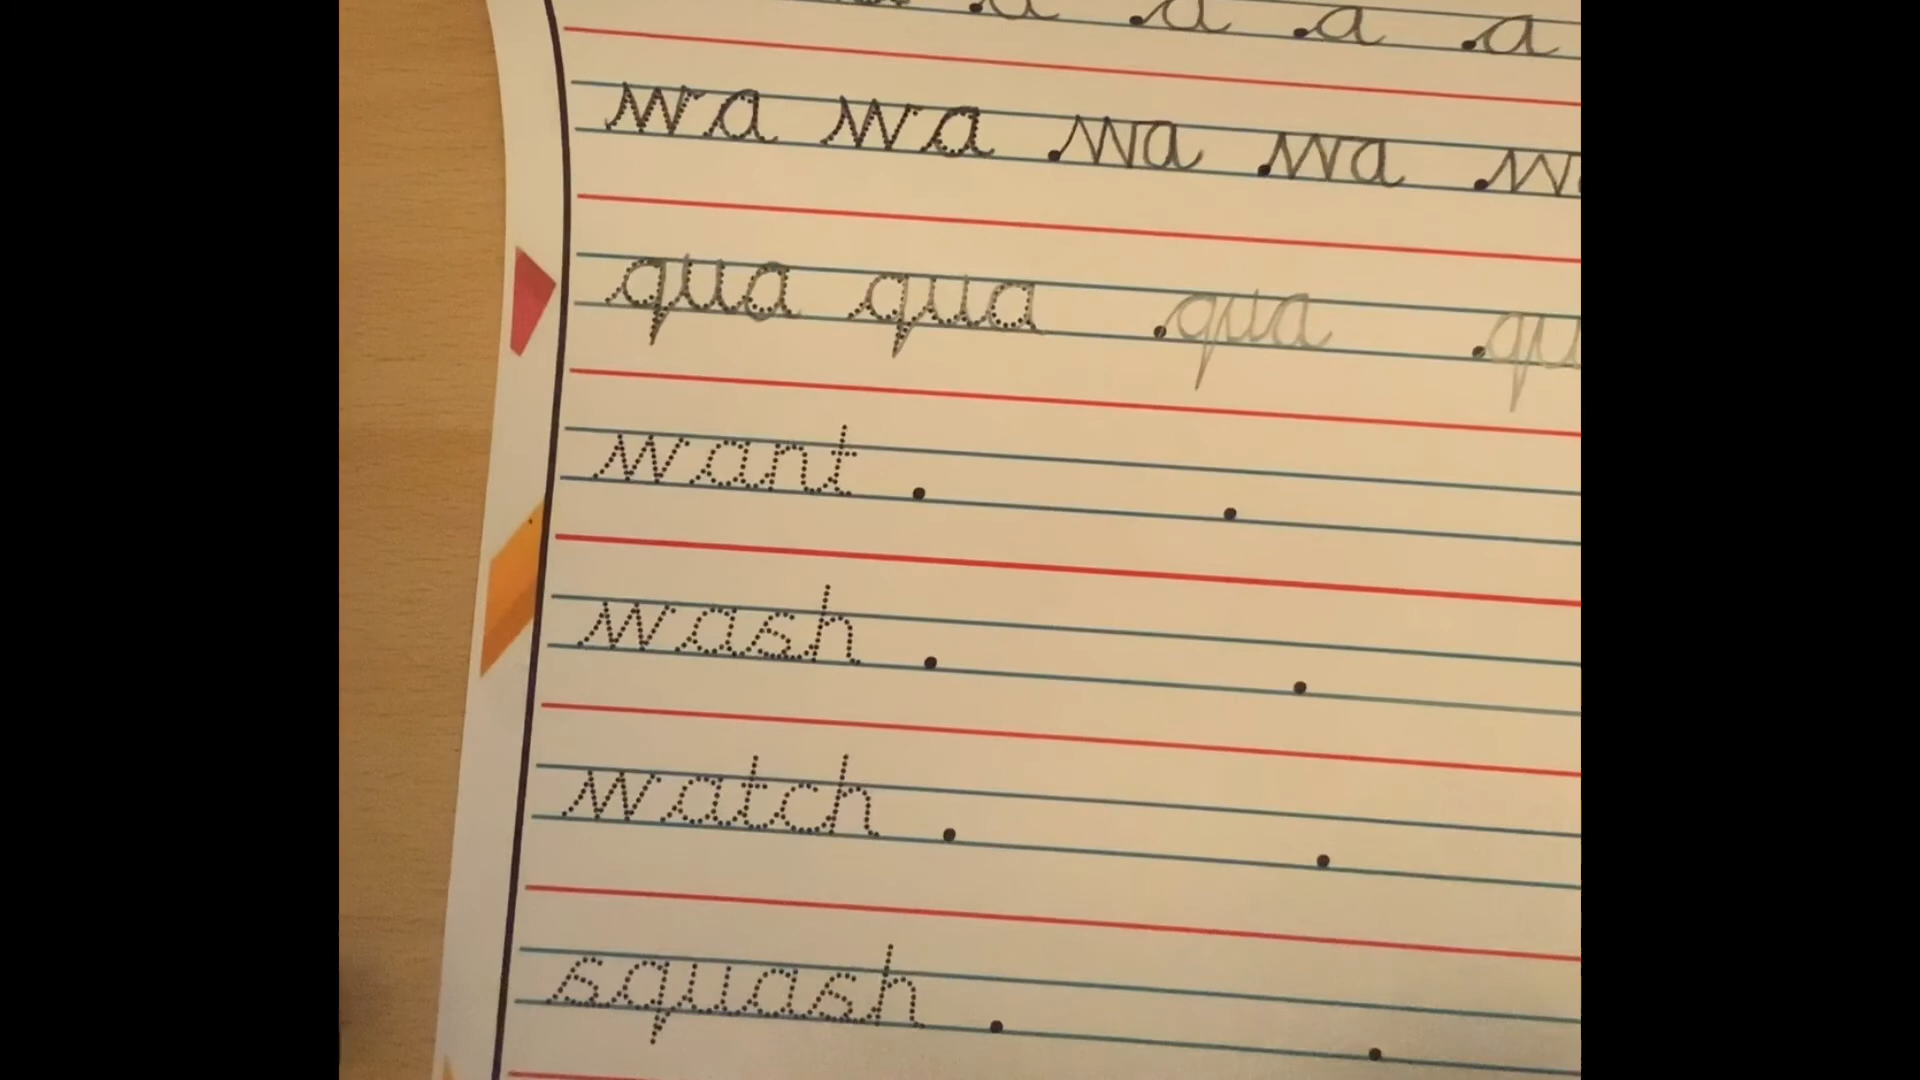 a a a a
wa wa wa wa
qua qua qua
want
wash
watch
squash